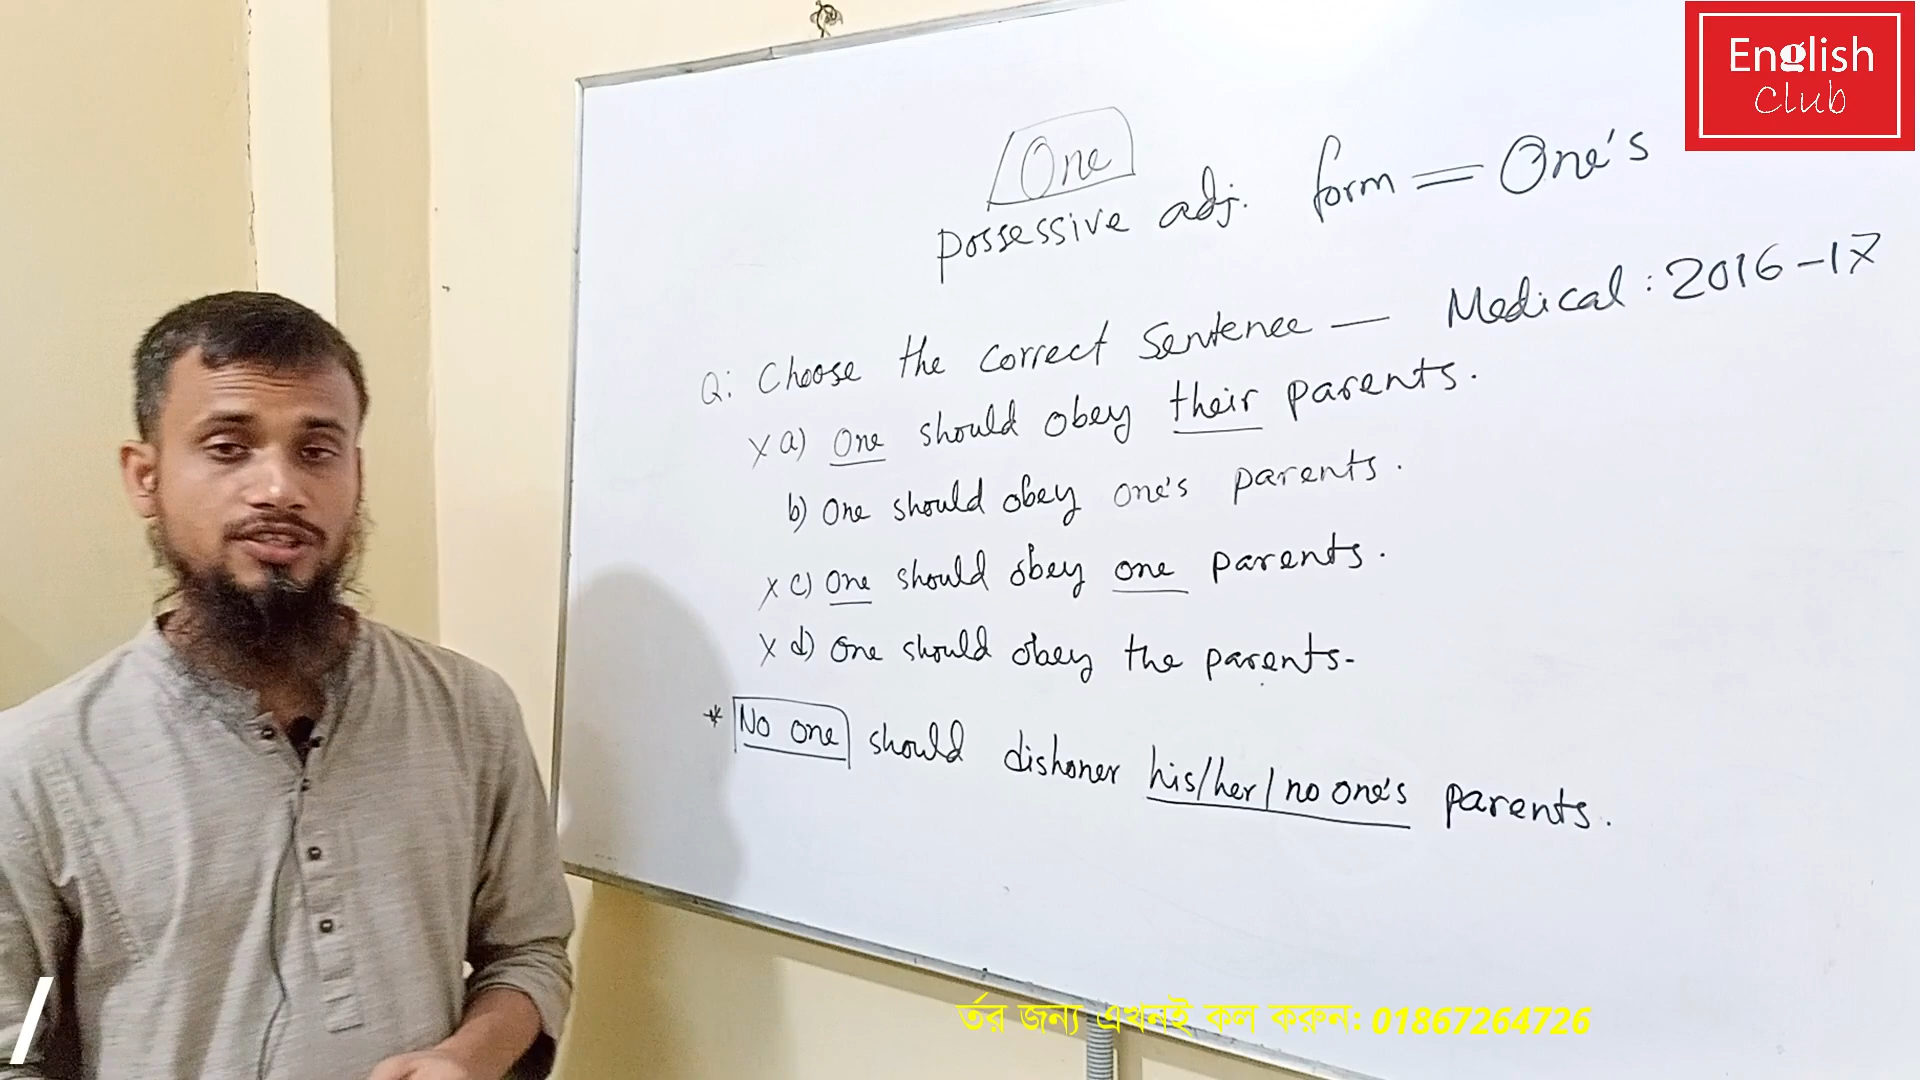 English
Club
One
possessive adj. form = One's
Q: Choose the correct Sentence — Medical: 2016-17
x a) One should obey their parents.
b) One should obey one's parents.
x c) One should obey one parents.
x d) One should obey the parents.
* No one should dishoner his/her/no one's parents.
র্তির জন্য এখনই কল করুন: 01867264726
/